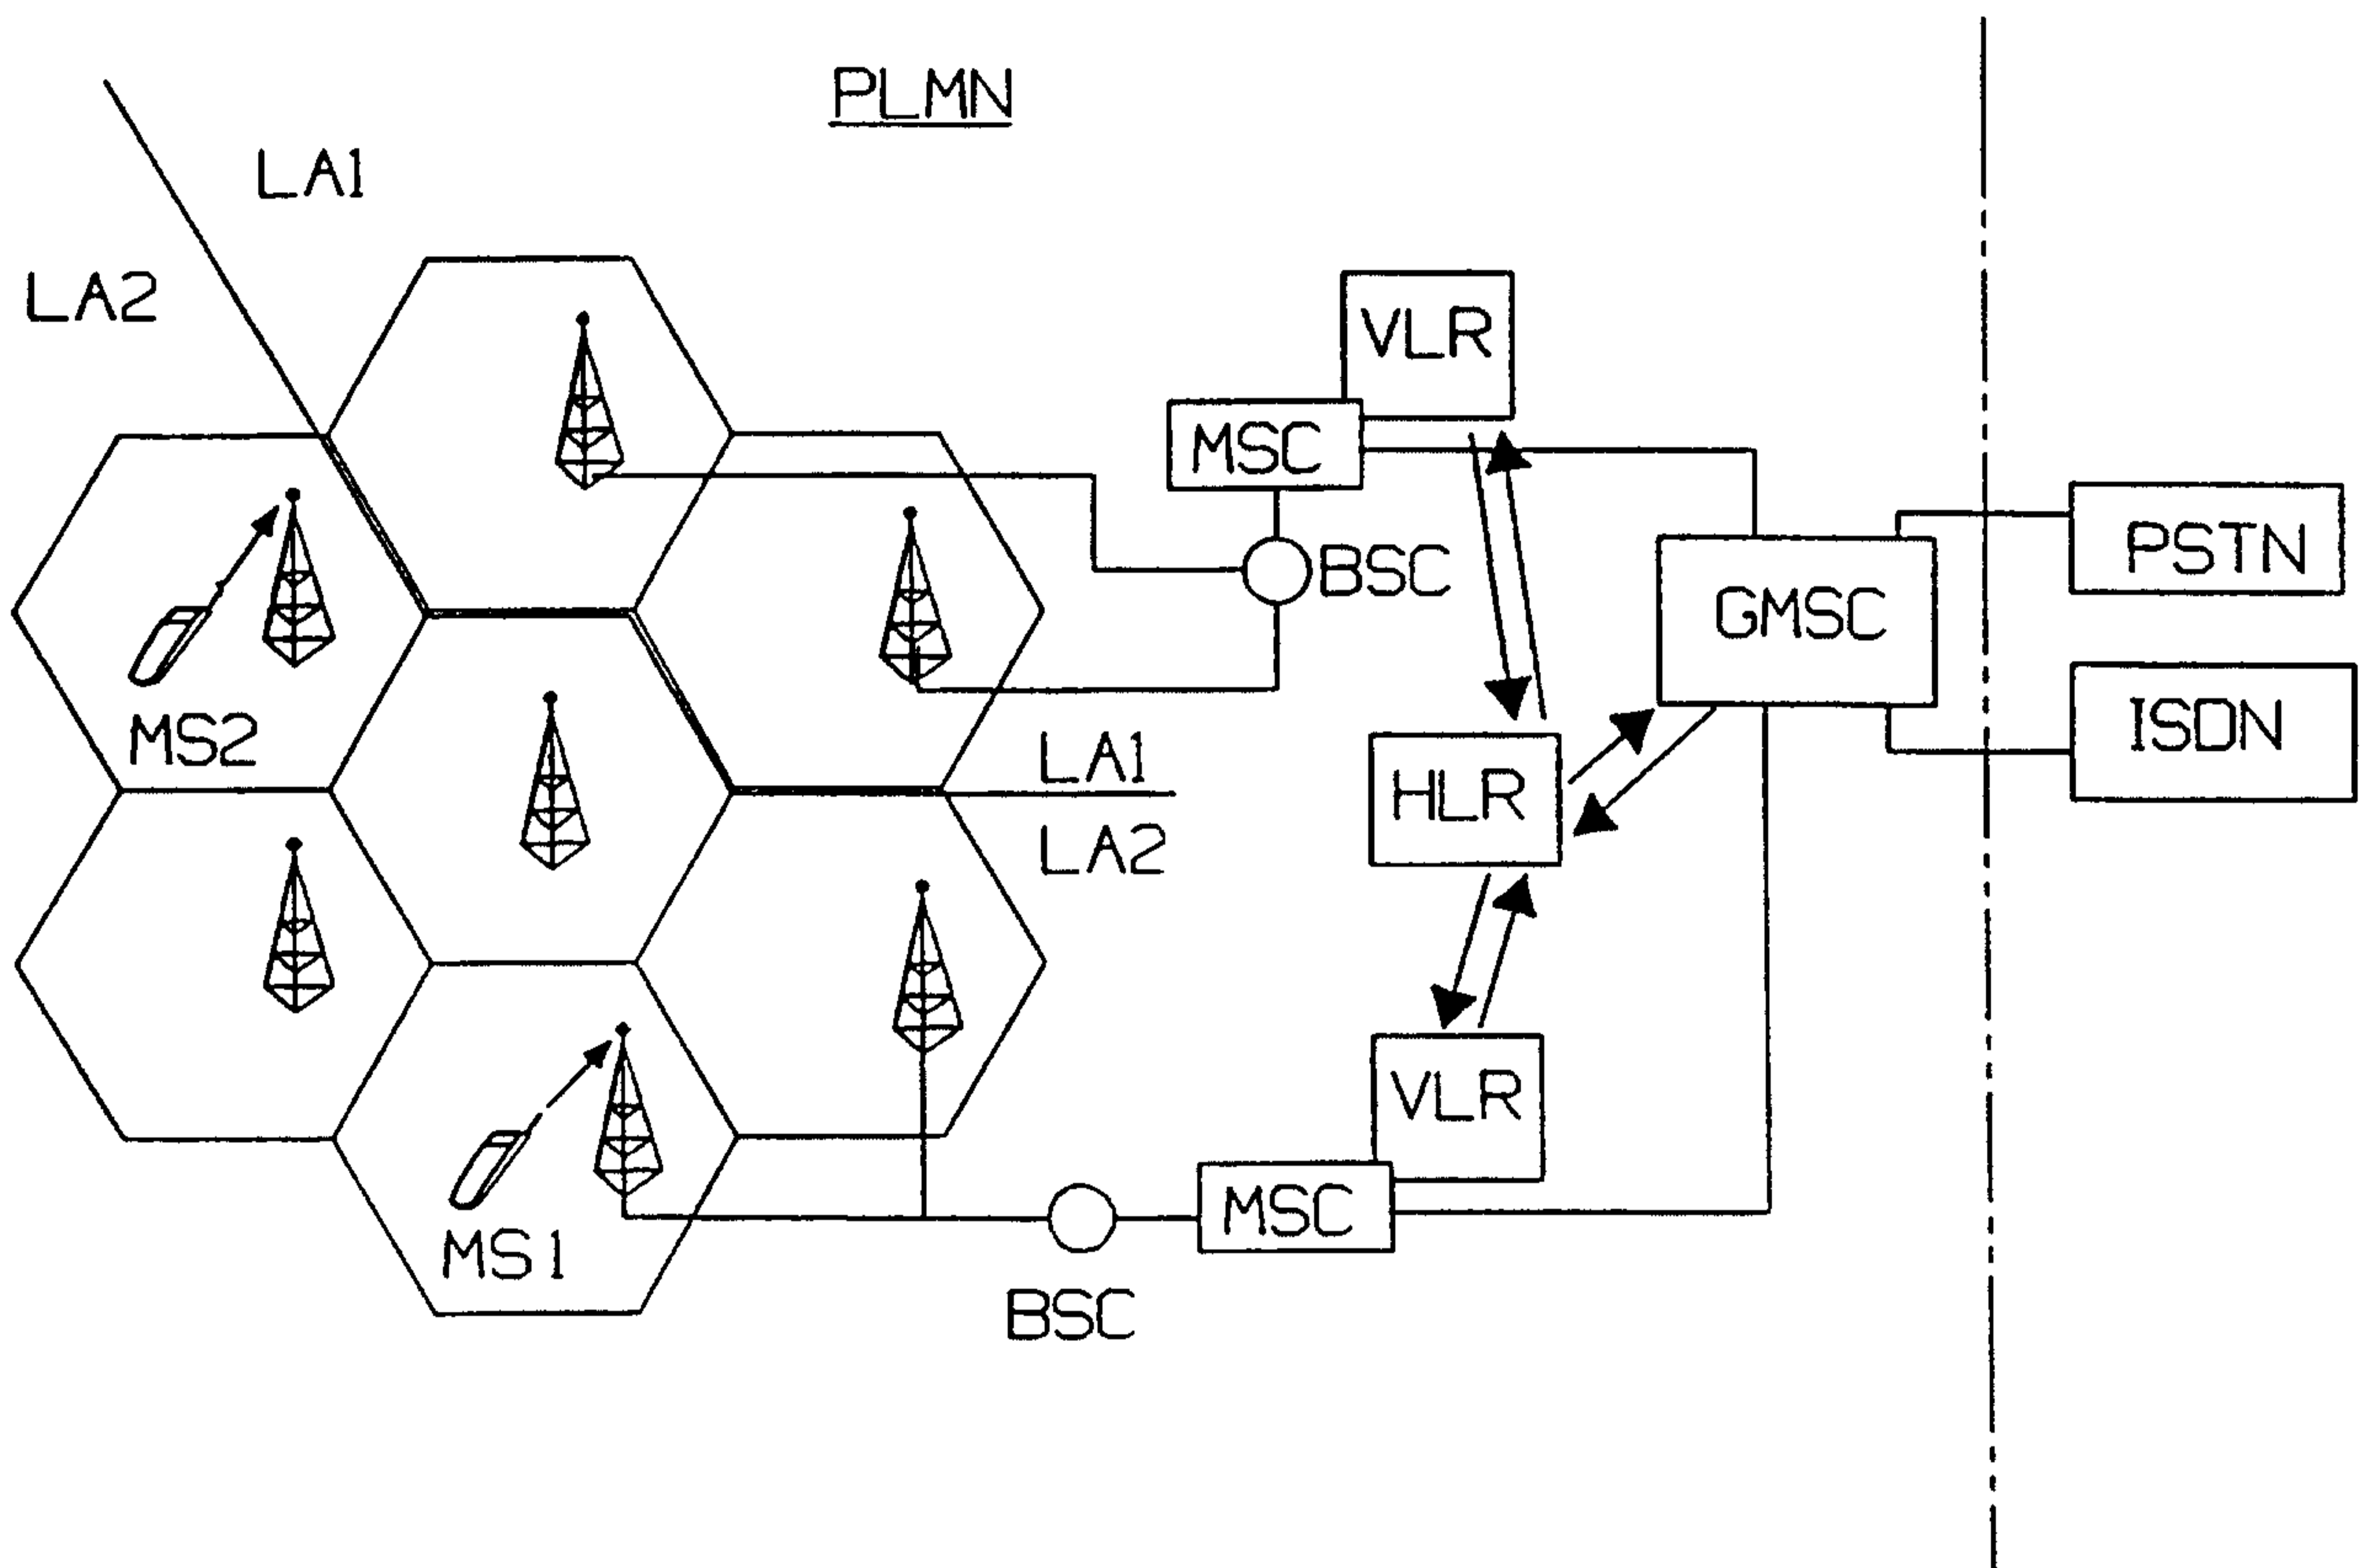 PLMN
LA1
LA2
VLR
MSC
BSC
PSTN
GMSC
ISDN
MS2
LA1
HLR
LA2
VLR
MSC
MS1
BSC